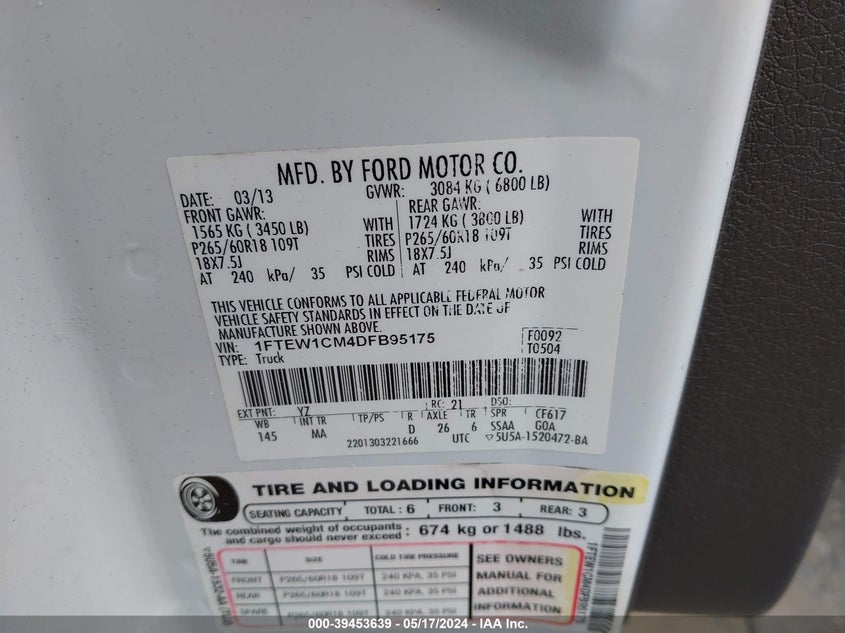 MFD. BY FORD MOTOR CO.
DATE: 03/13 GVWR: 3084 KG ( 6800 LB)
FRONT GAWR: REAR GAWR:
1565 KG ( 3450 LB) WITH 1724 KG ( 3800 LB) WITH
P265/60R18 109T TIRES P265/60R18 109T TIRES
18X7.5J RIMS 18X7.5J RIMS
AT 240 kPa/ 35 PSI COLD AT 240 kPa/ 35 PSI COLD
THIS VEHICLE CONFORMS TO ALL APPLICABLE FEDERAL MOTOR
VEHICLE SAFETY STANDARDS IN EFFECT ON THE DATE OF
MANUFACTURE SHOWN ABOVE.
VIN: 1FTEW1CM4DFB95175 F0092
TYPE: Truck T0504
EXT PNT: YZ RC: 21 DSO:
WB INT TR TP/PS R AXLE TR SPR CF617
145 MA D 26 6 SSAA GOA
2201303221666 UTC ▽5U5A-1520472-BA
TIRE AND LOADING INFORMATION
SEATING CAPACITY TOTAL : 6 FRONT: 3 REAR: 3
The combined weight of occupants
and cargo should never exceed : 674 kg or 1488 lbs.
TIRE SIZE COLD TIRE PRESSURE SEE OWNERS
FRONT P265/60R18 109T 240 KPA, 35 PSI MANUAL FOR
REAR P265/60R18 109T 240 KPA, 35 PSI ADDITIONAL
SPARE P265/60R18 109T 240 KPA, 35 PSI INFORMATION
000-39453639 - 05/17/2024 - IAA Inc.